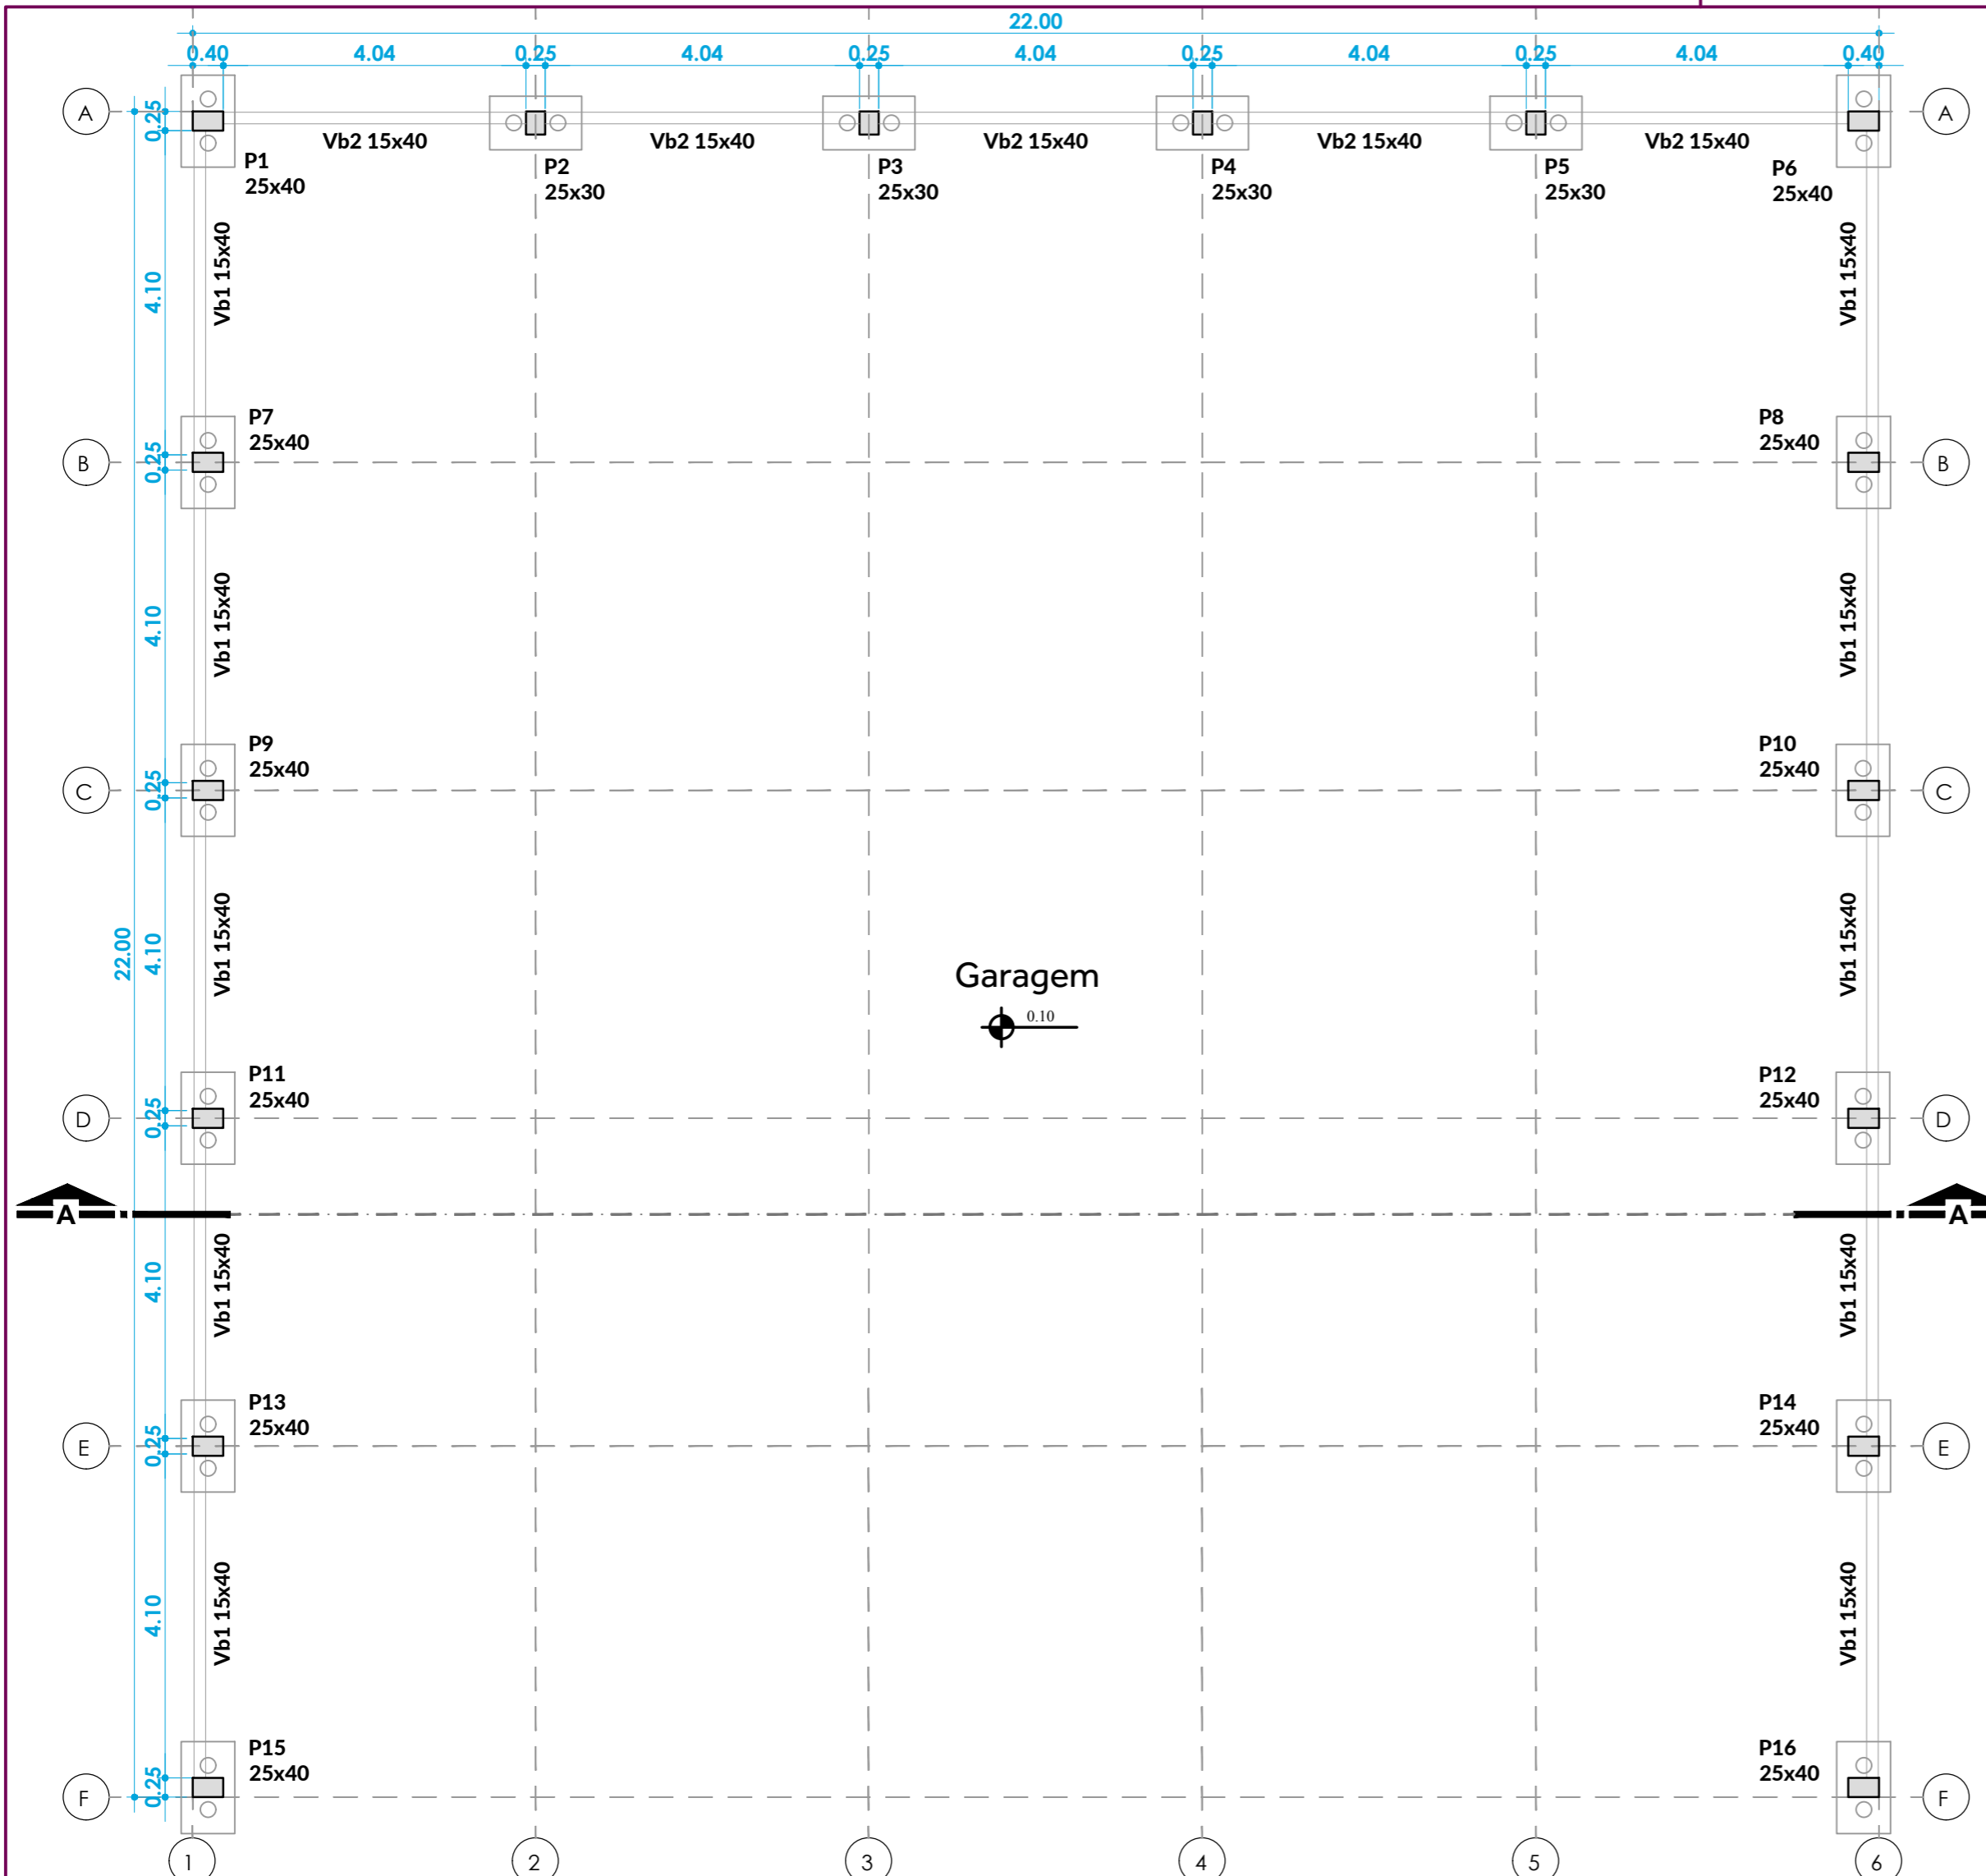 22.00
0.40 4.04 0.25 4.04 0.25 4.04 0.25 4.04 0.25 4.04 0.40
A 0.25 A
Vb2 15x40 Vb2 15x40 Vb2 15x40 Vb2 15x40 Vb2 15x40
P1 P2 P3 P4 P5 P6
25x40 25x30 25x30 25x30 25x30 25x40
4.10 Vb1 15x40 Vb1 15x40
P7 P8
25x40 25x40
B 0.25 B
4.10 Vb1 15x40 Vb1 15x40
P9 P10
25x40 25x40
C 0.25 C
22.00 4.10 Vb1 15x40 Vb1 15x40
Garagem
0.10
P11 P12
25x40 25x40
D 0.25 D
A A
4.10 Vb1 15x40 Vb1 15x40
P13 P14
25x40 25x40
E 0.25 E
4.10 Vb1 15x40 Vb1 15x40
P15 P16
25x40 25x40
F 0.25 F
1 2 3 4 5 6